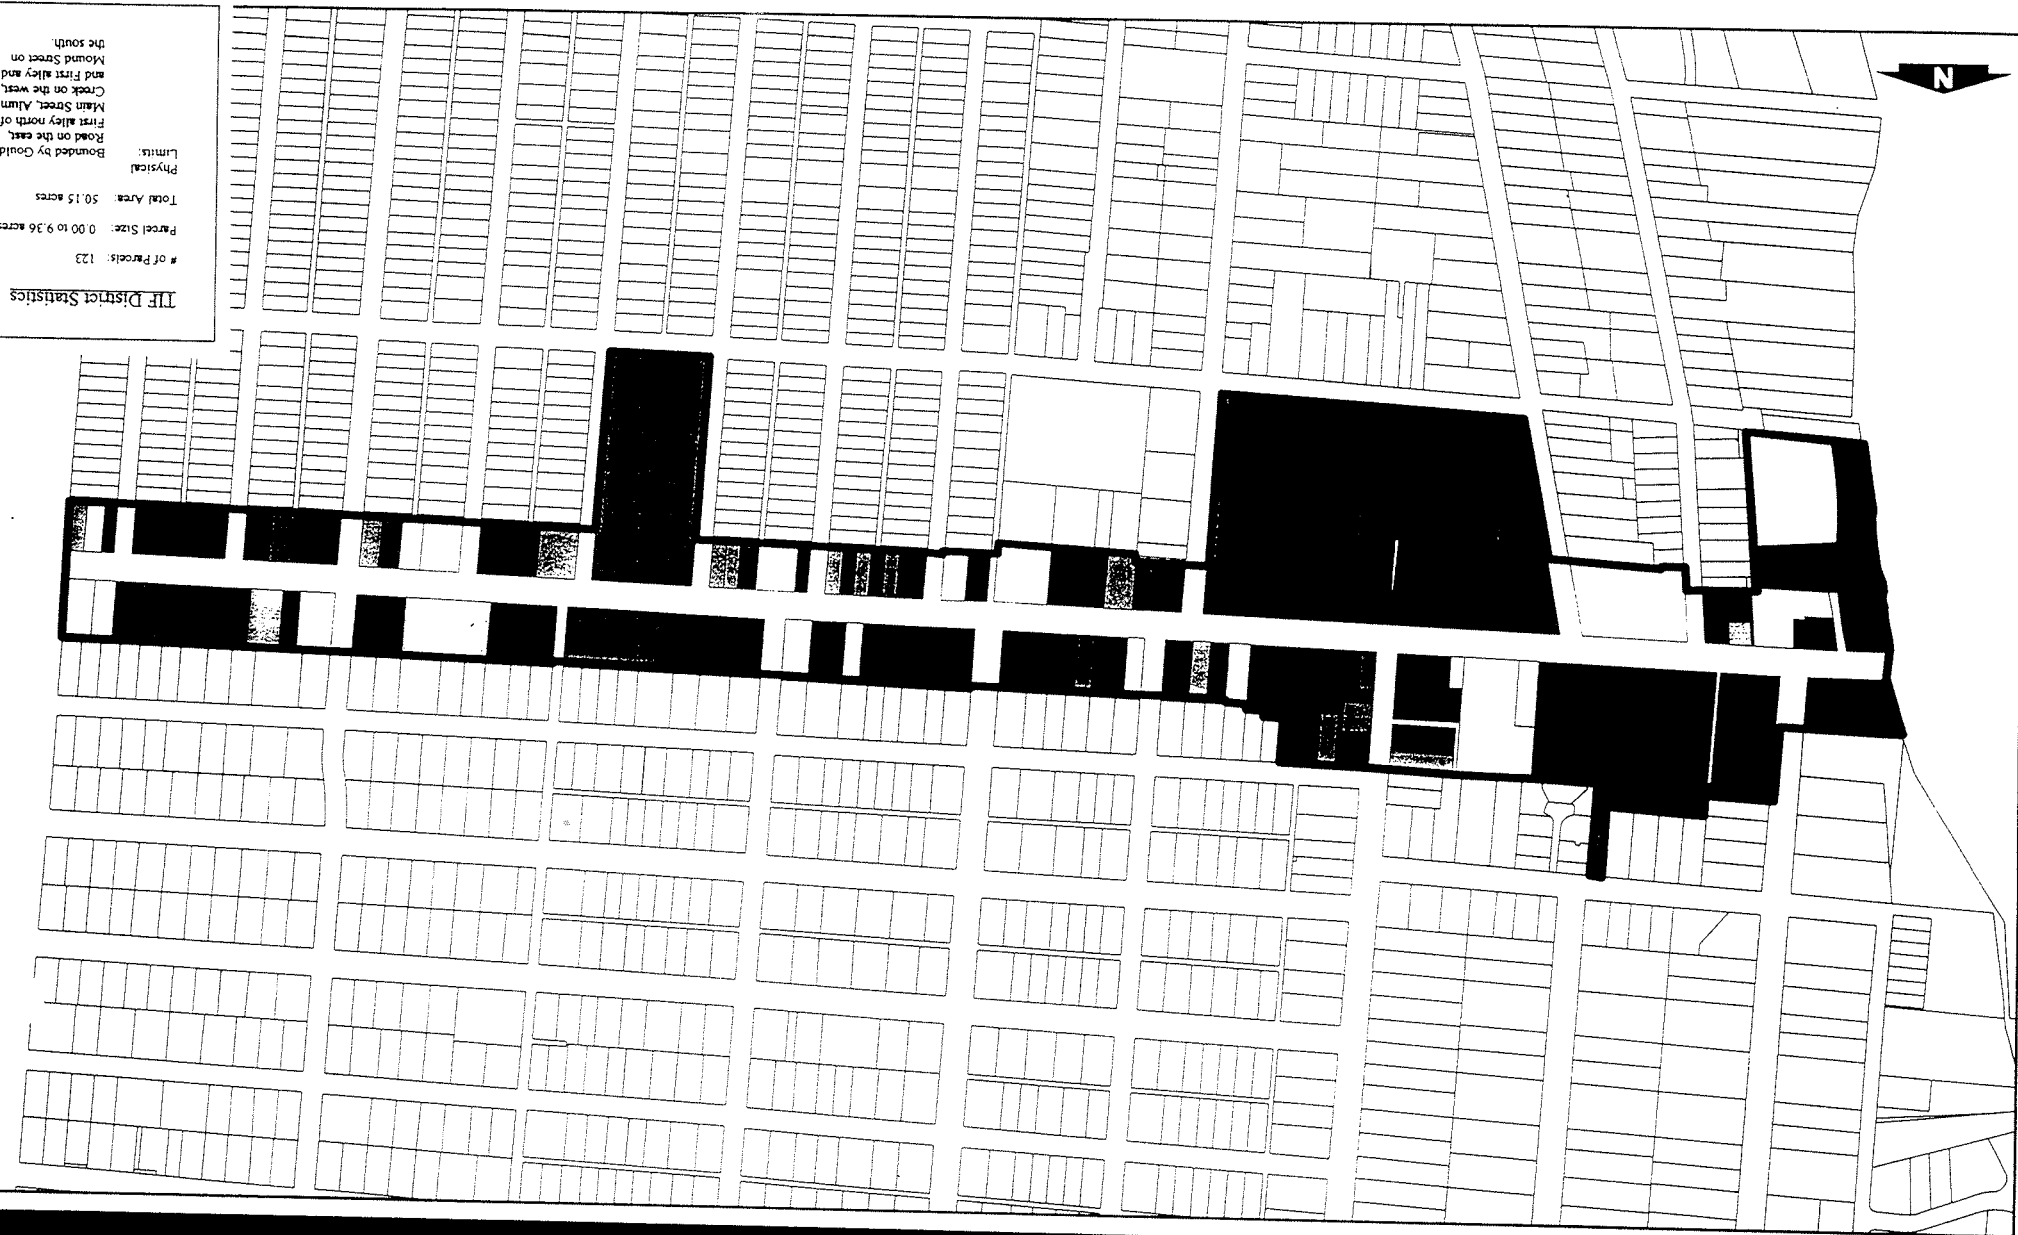 TIF District Statistics
# of Parcels: 123
Parcel Size: 0.00 to 9.36 acres
Total Area: 50.15 acres
Physical
Limits: Bounded by Gould
Road on the east,
First alley north of
Main Street, Alum
Creek on the west,
and First alley and
Mound Street on
the south.
N